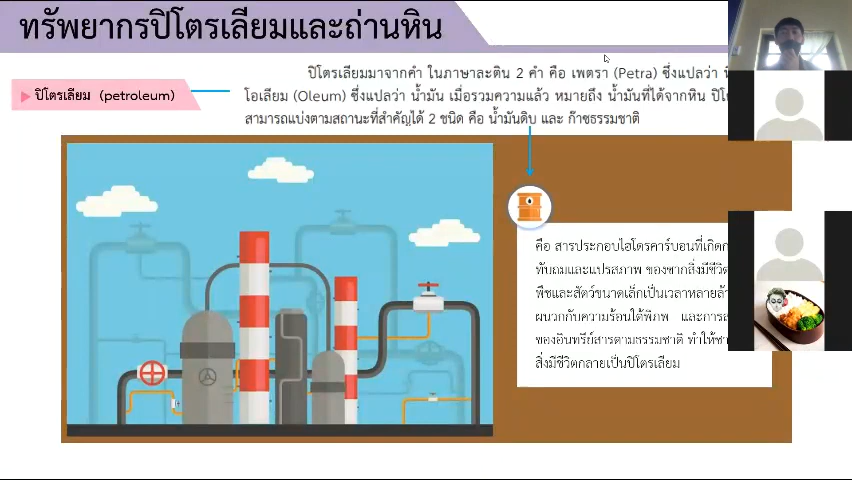 ทรัพยากรปิโตรเลียมและถ่านหิน
ปิโตรเลียม (petroleum)
ปิโตรเลียมมาจากคำ ในภาษาละติน 2 คำ คือ เพตรา (Petra) ซึ่งแปลว่า
โอเลียม (Oleum) ซึ่งแปลว่า น้ำมัน เมื่อรวมความแล้ว หมายถึง น้ำมันที่ได้จากหิน
สามารถแบ่งตามสถานะที่สำคัญได้ 2 ชนิด คือ น้ำมันดิบ และ ก๊าซธรรมชาติ
คือ สารประกอบไฮโดรคาร์บอนที่
ทับถมและแปรสภาพ ของซากสิ่งมีชีวิต
พืชและสัตว์ขนาดเล็กเป็นเวลาหลาย
ผนวกกับความร้อนใต้พิภพ และการ
ของอินทรีย์สารตามธรรมชาติ ทำให้
สิ่งมีชีวิตกลายเป็นปิโตรเลียม